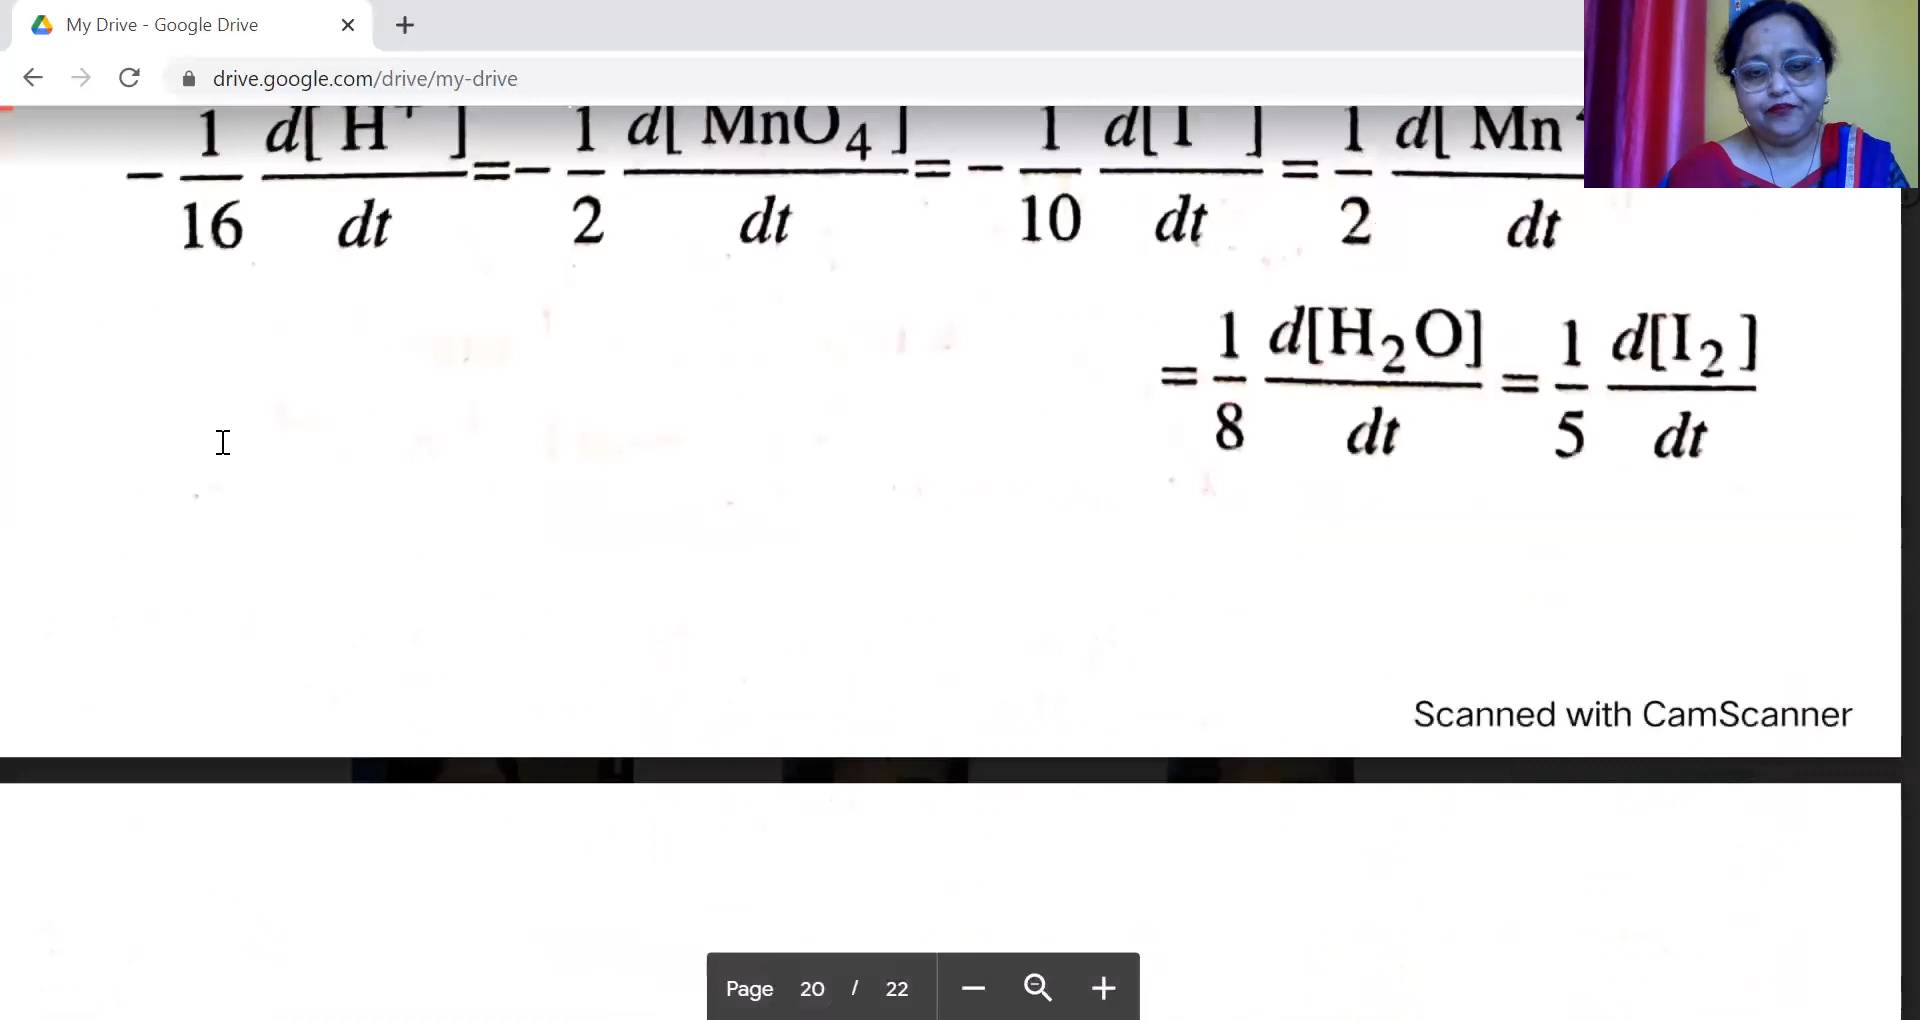 My Drive - Google Drive
drive.google.com/drive/my-drive
- 1/16 d[H+]/dt = - 1/2 d[MnO4]/dt = - 1/10 d[I ]/dt = 1/2 d[Mn /dt
= 1/8 d[H2O]/dt = 1/5 d[I2]/dt
Scanned with CamScanner
Page 20 / 22